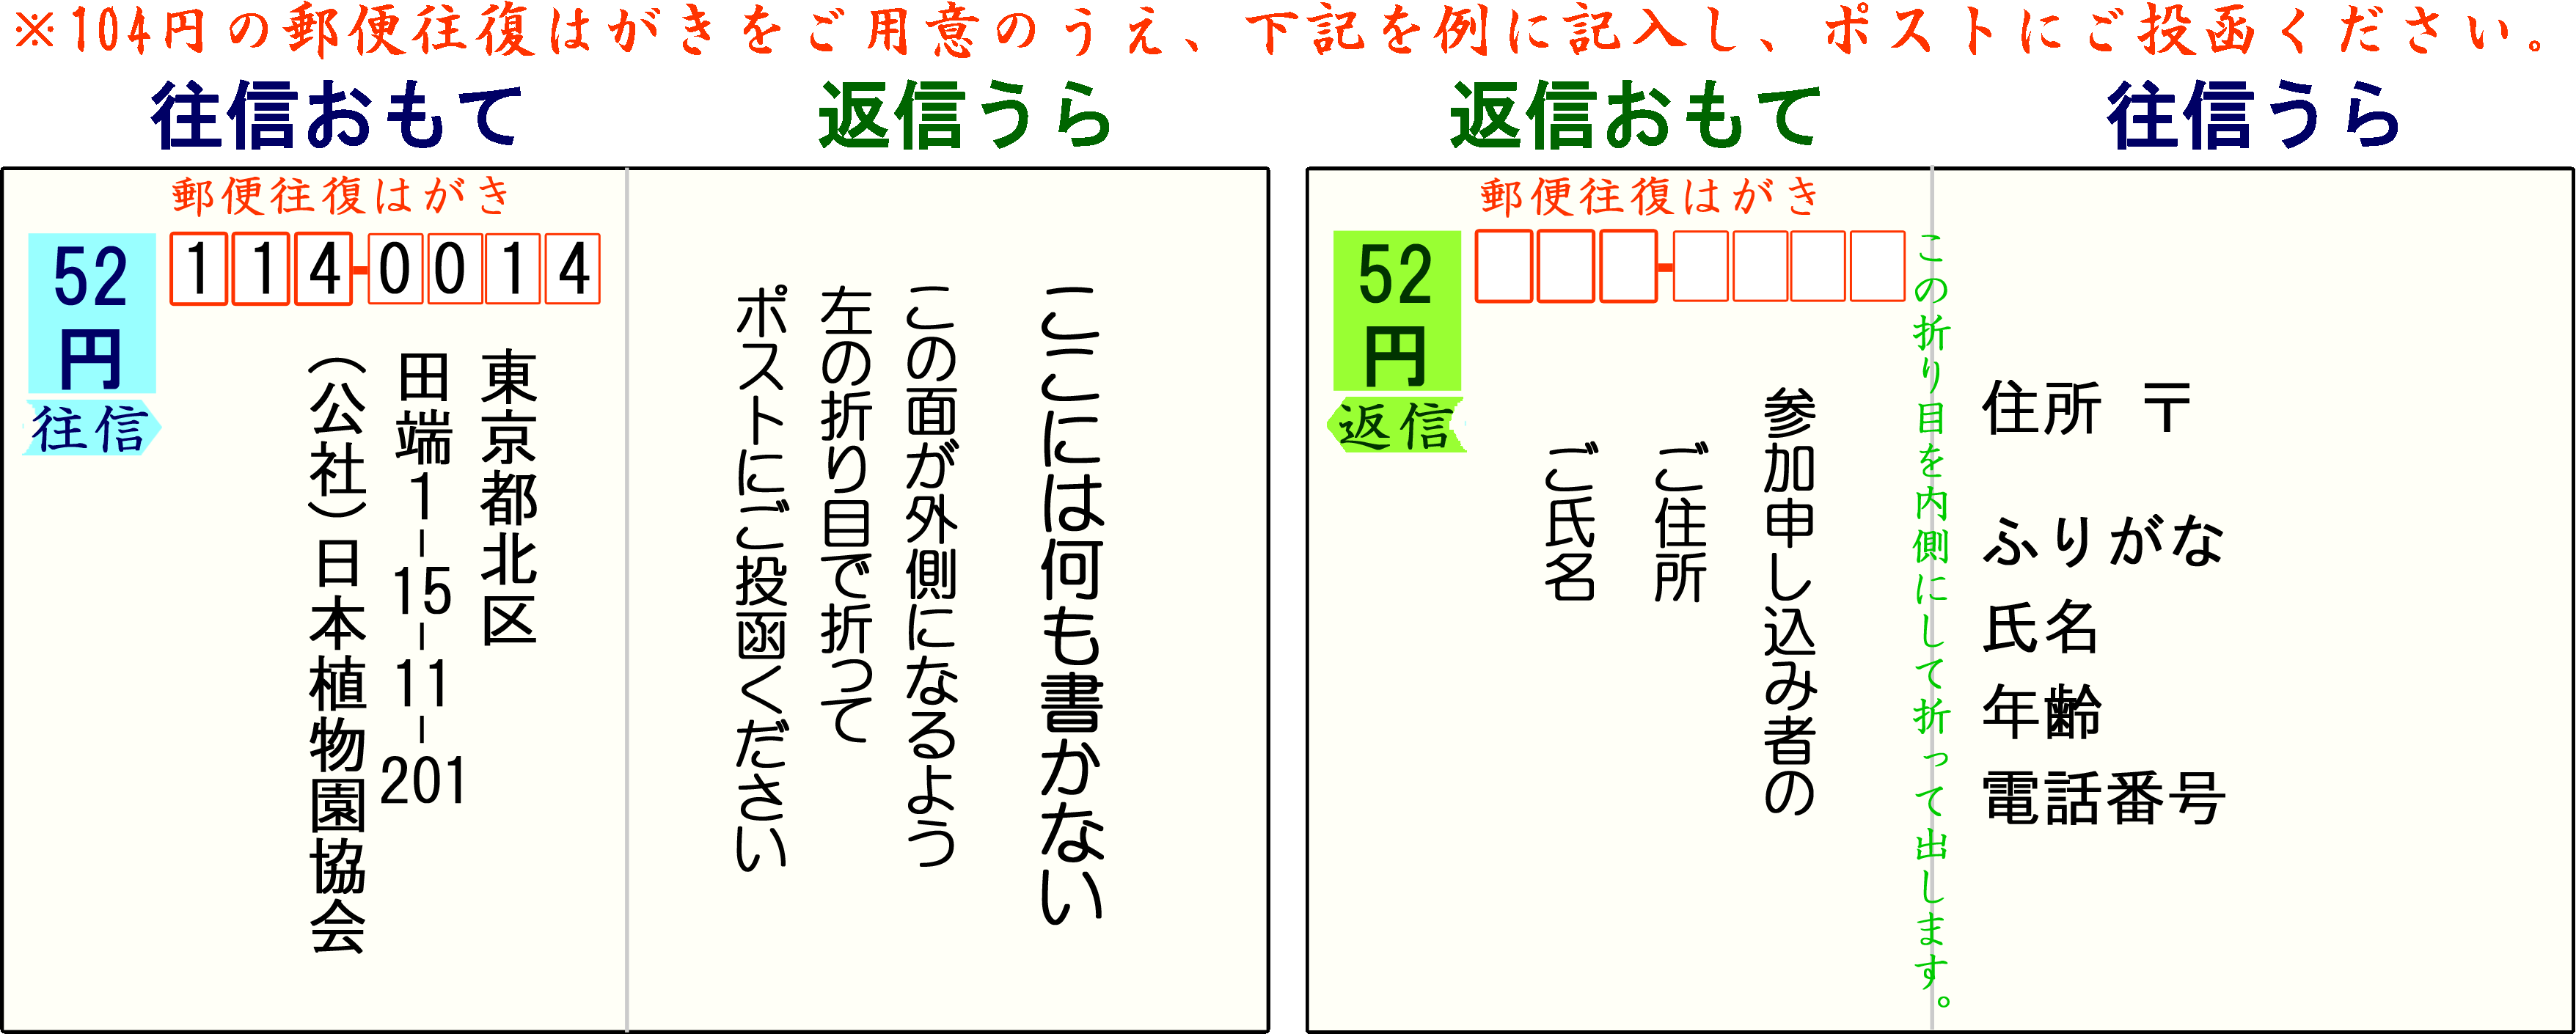 ※104円の郵便往復はがきをご用意のうえ、下記を例に記入し、ポストにご投函ください。
往信おもて
郵便往復はがき
52
円
往信
114-0014
東京都北区
田端1-15-11-201
(公社)日本植物園協会
返信うら
ここには何も書かない
この面が外側になるよう
左の折り目で折って
ポストにご投函ください
返信おもて
郵便往復はがき
52
円
返信
参加申し込み者の
ご住所
ご氏名
この折り目を内側にして折って出します。
往信うら
住所 〒
ふりがな
氏名
年齢
電話番号